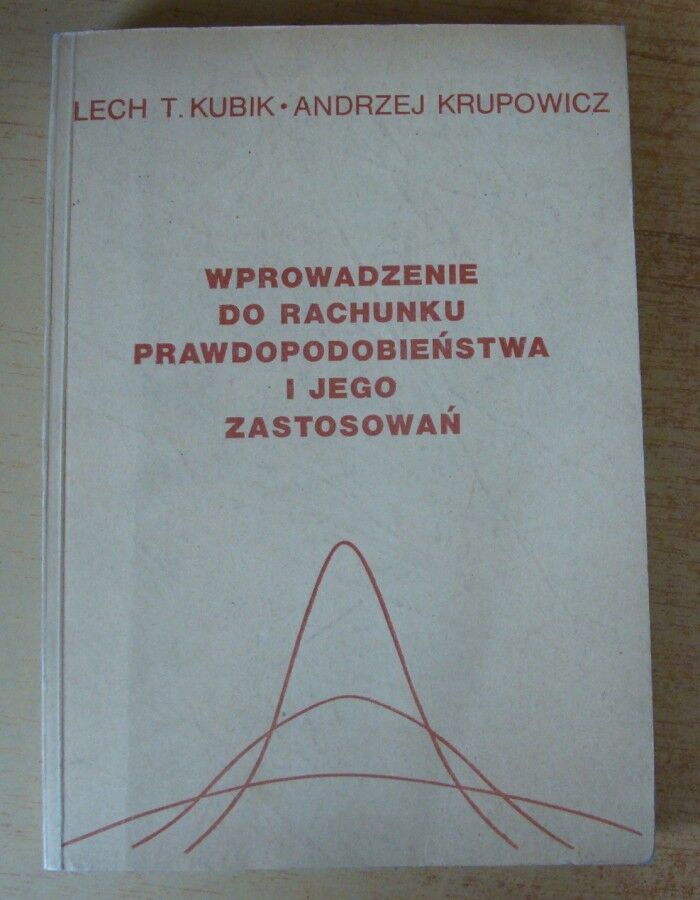 LECH T. KUBIK • ANDRZEJ KRUPOWICZ
WPROWADZENIE
DO RACHUNKU
PRAWDOPODOBIEŃSTWA
I JEGO
ZASTOSOWAŃ